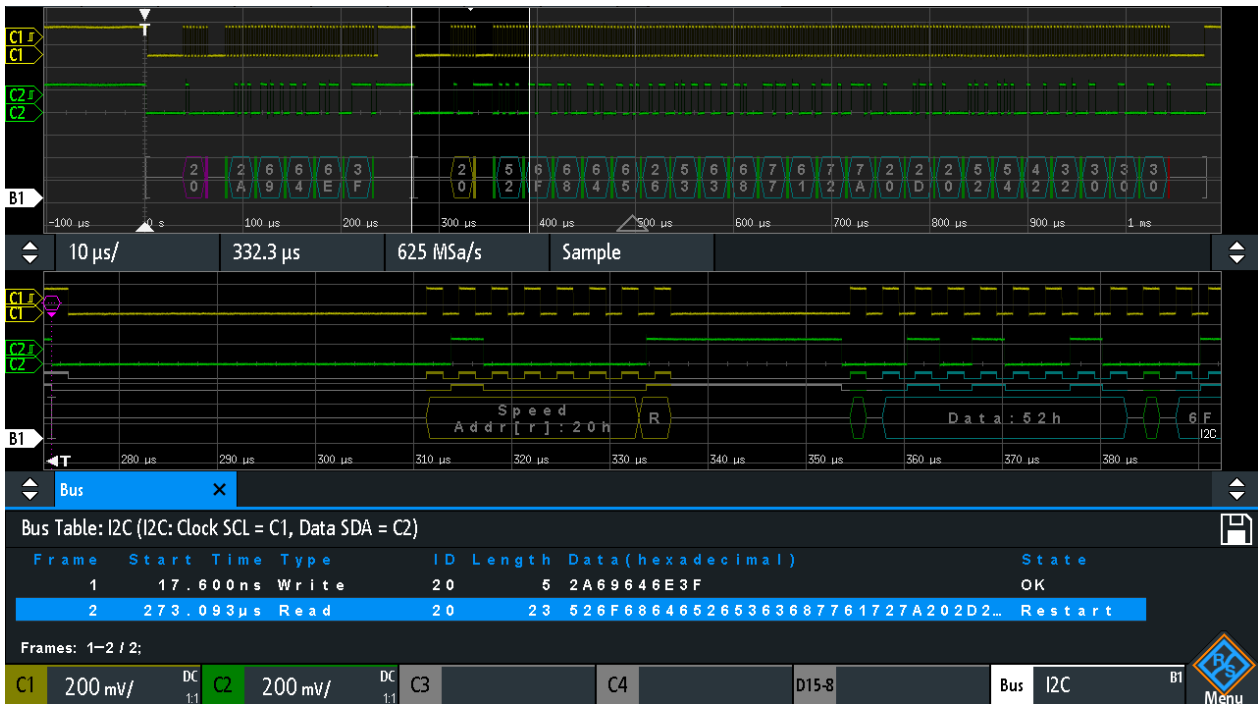 C1
T
C1
C2
C2
2 2 6 6 6 3 2 5 6 6 6 6 2 5 6 6 7 6 7 7 2 2 2 5 5 4 3 3 3 3
0 A 9 4 E F 0 2 F 8 4 5 6 3 3 8 7 1 2 A 0 D 0 2 4 2 2 0 0 0
B1
-100 µs 0 s 100 µs 200 µs 300 µs 400 µs 500 µs 600 µs 700 µs 800 µs 900 µs 1 ms
10 µs/ 332.3 µs 625 MSa/s Sample
C1
C1
C2
C2
Speed
Addr[r]:20h R Data:52h 6F
B1
I2C
T 280 µs 290 µs 300 µs 310 µs 320 µs 330 µs 340 µs 350 µs 360 µs 370 µs 380 µs
Bus ×
Bus Table: I2C (I2C: Clock SCL = C1, Data SDA = C2)
Frame Start Time Type ID Length Data(hexadecimal) State
1 17.600ns Write 20 5 2A69646E3F OK
2 273.093µs Read 20 23 526F686465265363687761727A202D2… Restart
Frames: 1-2 / 2;
C1 200 mV/ DC 1:1 C2 200 mV/ DC 1:1 C3 C4 D15-8 Bus I2C B1
R&S
Menu